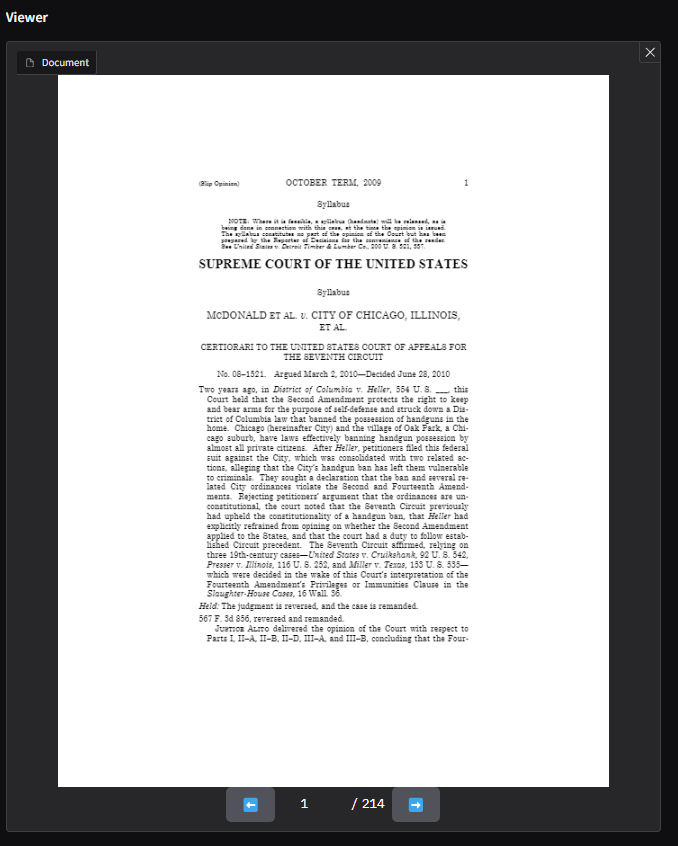 Viewer
Document
(Slip Opinion) OCTOBER TERM, 2009 1
Syllabus
NOTE: Where it is feasible, a syllabus (headnote) will be released, as is
being done in connection with this case, at the time the opinion is issued.
The syllabus constitutes no part of the opinion of the Court but has been
prepared by the Reporter of Decisions for the convenience of the reader.
See United States v. Detroit Timber & Lumber Co., 200 U. S. 321, 337.
SUPREME COURT OF THE UNITED STATES
Syllabus
MCDONALD ET AL. v. CITY OF CHICAGO, ILLINOIS,
ET AL.
CERTIORARI TO THE UNITED STATES COURT OF APPEALS FOR
THE SEVENTH CIRCUIT
No. 08–1521. Argued March 2, 2010—Decided June 28, 2010
Two years ago, in District of Columbia v. Heller, 554 U. S. ___, this
Court held that the Second Amendment protects the right to keep
and bear arms for the purpose of self-defense and struck down a Dis-
trict of Columbia law that banned the possession of handguns in the
home. Chicago (hereinafter City) and the village of Oak Park, a Chi-
cago suburb, have laws effectively banning handgun possession by
almost all private citizens. After Heller, petitioners filed this federal
suit against the City, which was consolidated with two related ac-
tions, alleging that the City's handgun ban has left them vulnerable
to criminals. They sought a declaration that the ban and several re-
lated City ordinances violate the Second and Fourteenth Amend-
ments. Rejecting petitioners' argument that the ordinances are un-
constitutional, the court noted that the Seventh Circuit previously
had upheld the constitutionality of a handgun ban, that Heller had
explicitly refrained from opining on whether the Second Amendment
applied to the States, and that the court had a duty to follow estab-
lished Circuit precedent. The Seventh Circuit affirmed, relying on
three 19th-century cases—United States v. Cruikshank, 92 U. S. 542,
Presser v. Illinois, 116 U. S. 252, and Miller v. Texas, 153 U. S. 535—
which were decided in the wake of this Court's interpretation of the
Fourteenth Amendment's Privileges or Immunities Clause in the
Slaughter-House Cases, 16 Wall. 36.
Held: The judgment is reversed, and the case is remanded.
567 F. 3d 856, reversed and remanded.
JUSTICE ALITO delivered the opinion of the Court with respect to
Parts I, II–A, II–B, II–D, III–A, and III–B, concluding that the Four-
1 / 214